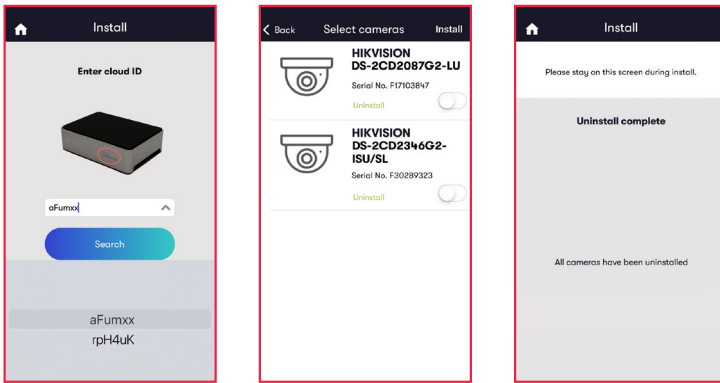 Install
Enter cloud ID
aFumxx
Search
aFumxx
rpH4uK
Back
Select cameras
Install
HIKVISION
DS-2CD2087G2-LU
Serial No. F17103847
Uninstall
HIKVISION
DS-2CD2346G2-
ISU/SL
Serial No. F30289323
Uninstall
Install
Please stay on this screen during install.
Uninstall complete
All cameras have been uninstalled